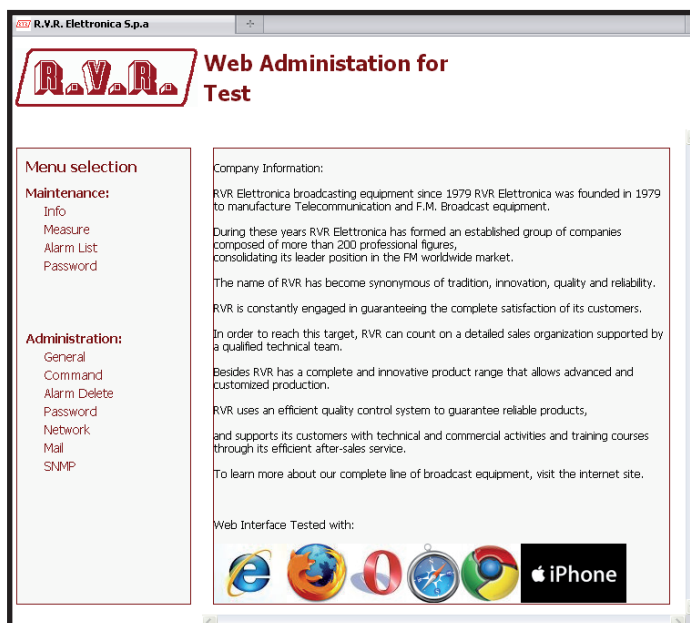 R.V.R. Elettronica S.p.a
R.V.R.
Web Administation for
Test
Menu selection
Maintenance:
Info
Measure
Alarm List
Password
Administration:
General
Command
Alarm Delete
Password
Network
Mail
SNMP
Company Information:
RVR Elettronica broadcasting equipment since 1979 RVR Elettronica was founded in 1979
to manufacture Telecommunication and F.M. Broadcast equipment.
During these years RVR Elettronica has formed an established group of companies
composed of more than 200 professional figures,
consolidating its leader position in the FM worldwide market.
The name of RVR has become synonymous of tradition, innovation, quality and reliability.
RVR is constantly engaged in guaranteeing the complete satisfaction of its customers.
In order to reach this target, RVR can count on a detailed sales organization supported by
a qualified technical team.
Besides RVR has a complete and innovative product range that allows advanced and
customized production.
RVR uses an efficient quality control system to guarantee reliable products,
and supports its customers with technical and commercial activities and training courses
through its efficient after-sales service.
To learn more about our complete line of broadcast equipment, visit the internet site.
Web Interface Tested with:
iPhone